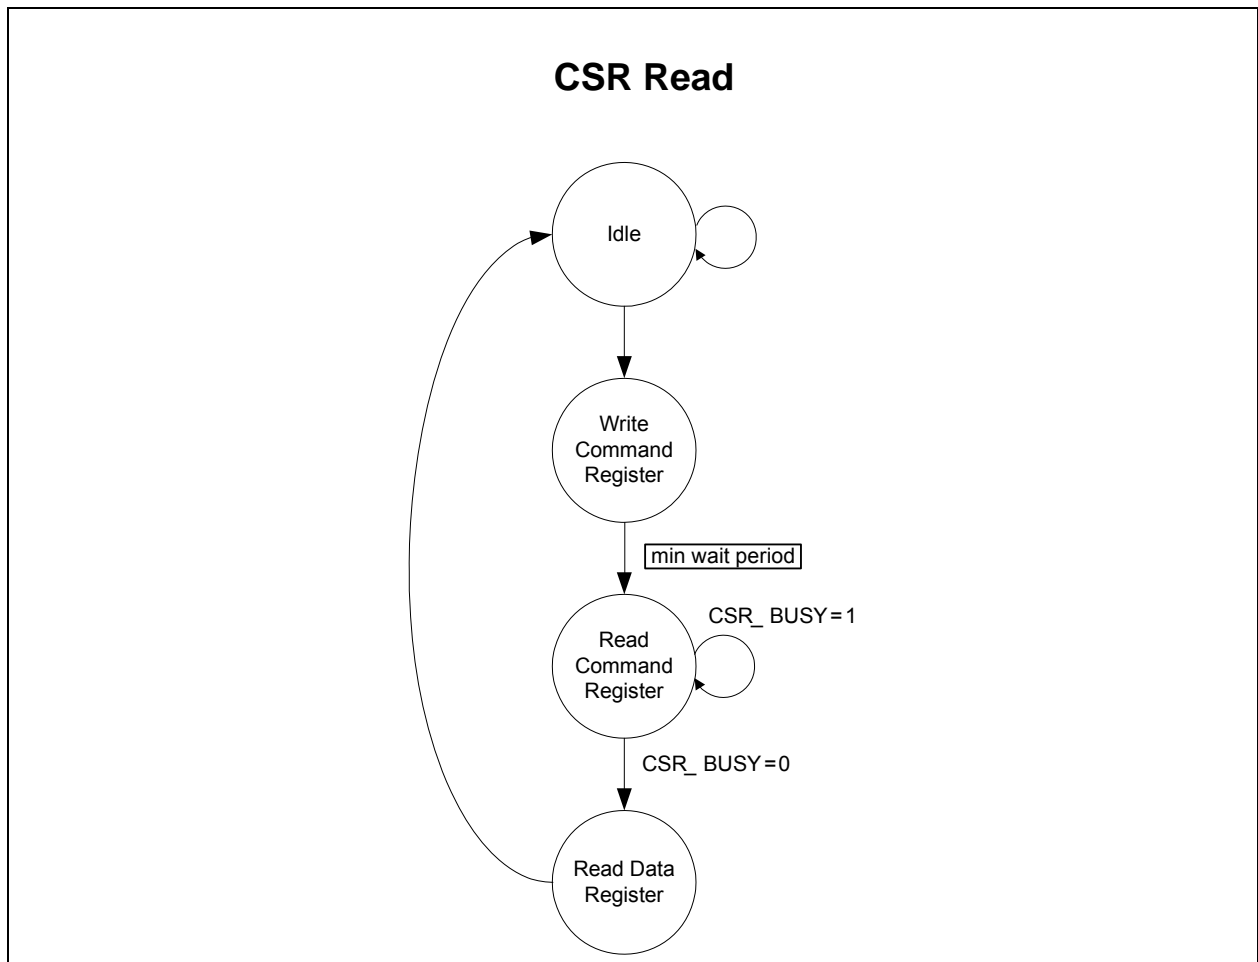 CSR Read
Idle
Write
Command
Register
min wait period
CSR_ BUSY=1
Read
Command
Register
CSR_ BUSY=0
Read Data
Register